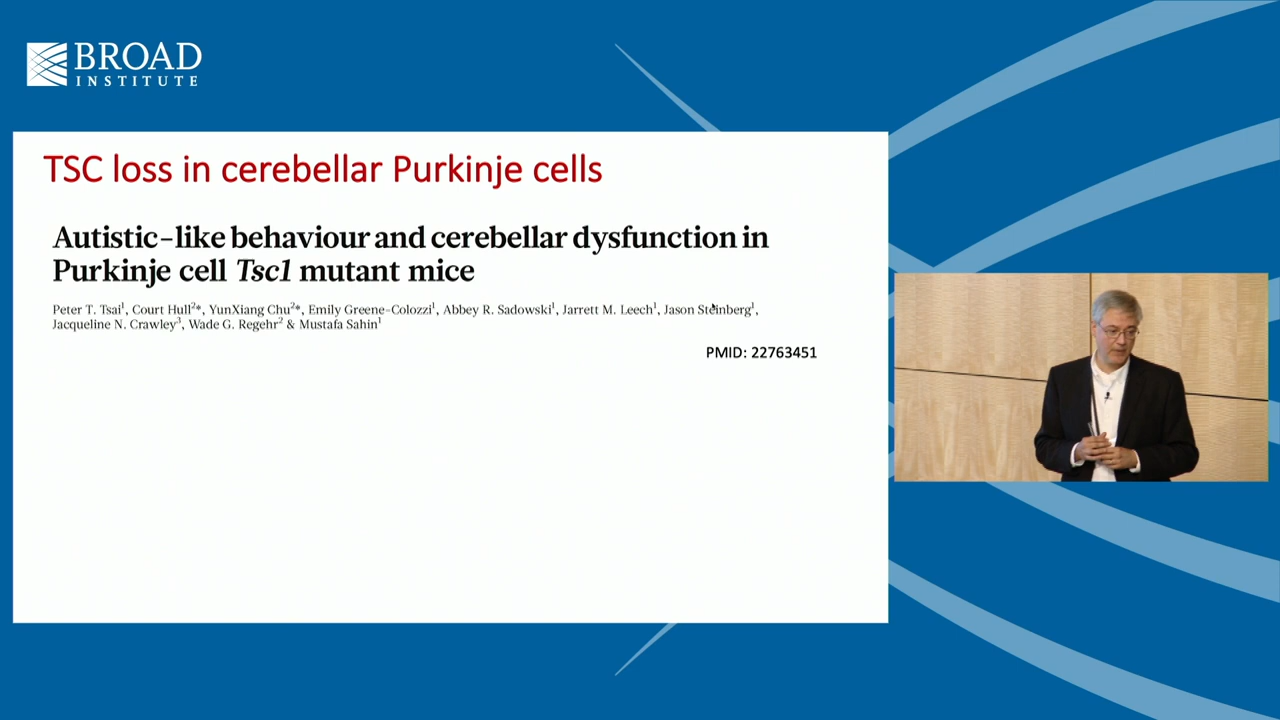 BROAD
INSTITUTE
TSC loss in cerebellar Purkinje cells
Autistic-like behaviour and cerebellar dysfunction in
Purkinje cell Tsc1 mutant mice
Peter T. Tsai¹, Court Hull²*, YunXiang Chu²*, Emily Greene-Colozzi¹, Abbey R. Sadowski¹, Jarrett M. Leech¹, Jason Steinberg¹,
Jacqueline N. Crawley³, Wade G. Regehr² & Mustafa Sahin¹
PMID: 22763451